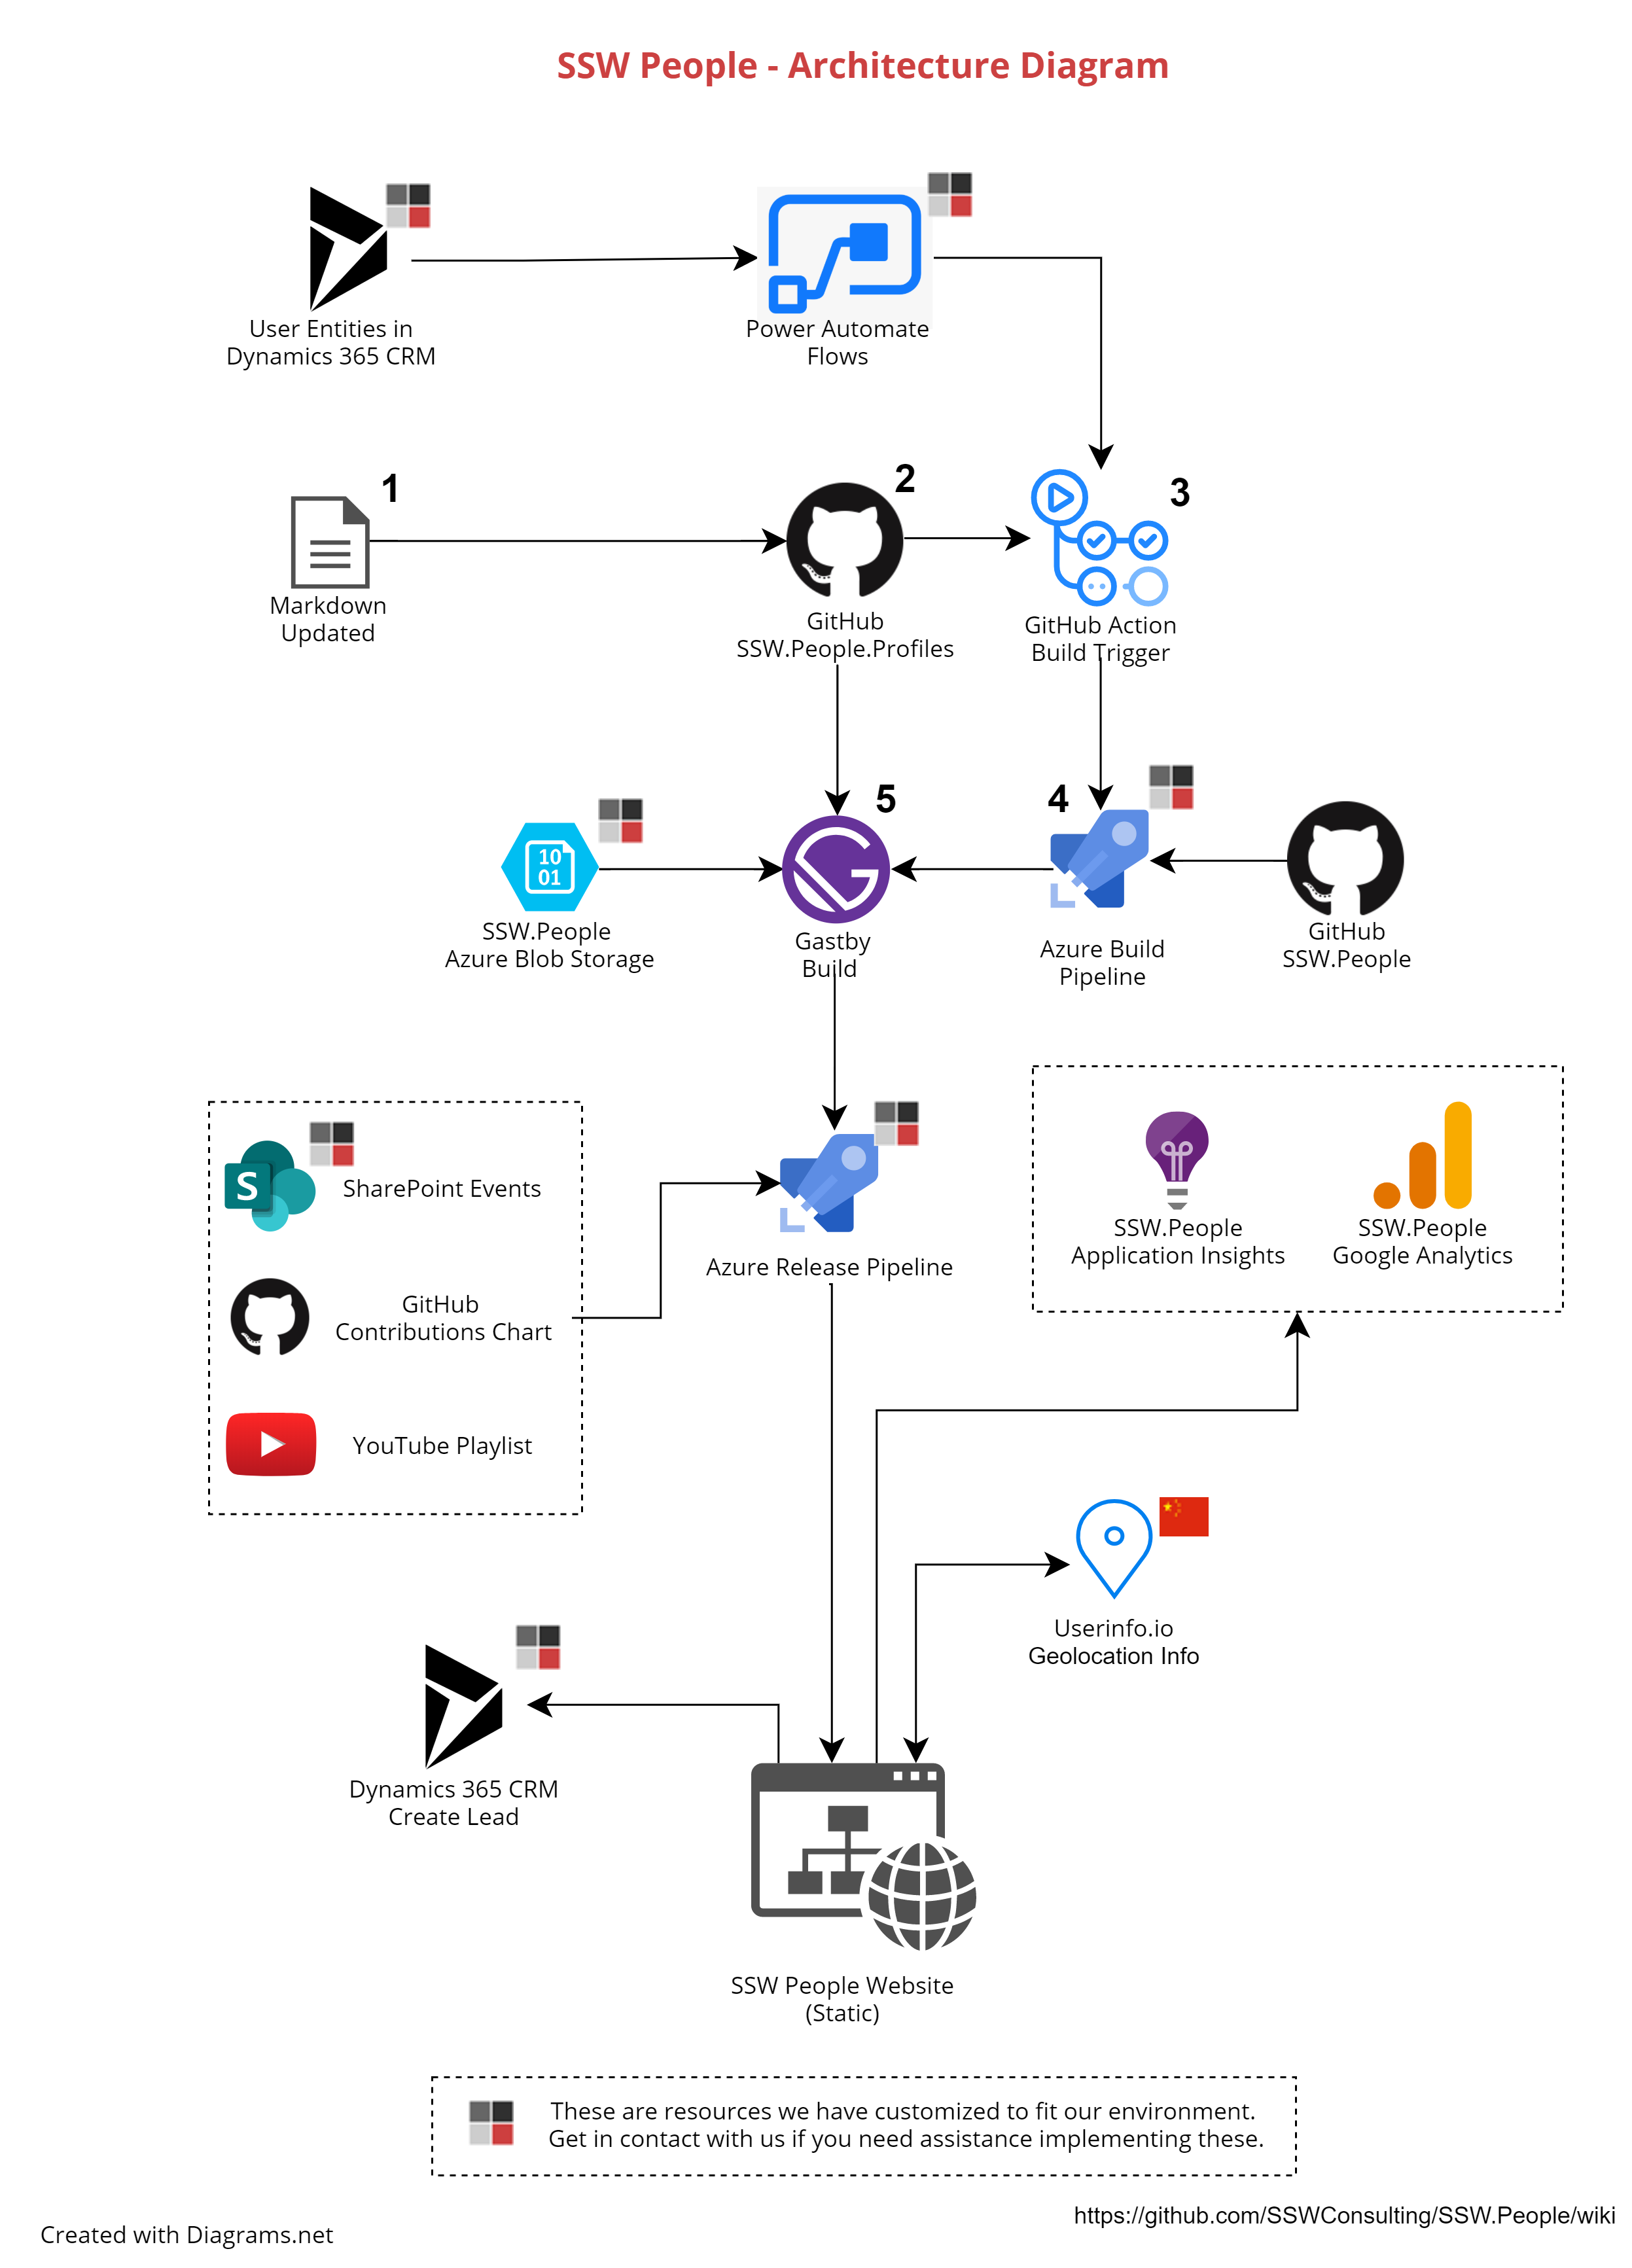 SSW People - Architecture Diagram
User Entities in
Dynamics 365 CRM
Power Automate
Flows
1
Markdown
Updated
2
GitHub
SSW.People.Profiles
3
GitHub Action
Build Trigger
10
01
SSW.People
Azure Blob Storage
5
Gastby
Build
4
Azure Build
Pipeline
GitHub
SSW.People
S
SharePoint Events
GitHub
Contributions Chart
YouTube Playlist
Azure Release Pipeline
SSW.People
Application Insights
SSW.People
Google Analytics
Userinfo.io
Geolocation Info
Dynamics 365 CRM
Create Lead
SSW People Website
(Static)
These are resources we have customized to fit our environment.
Get in contact with us if you need assistance implementing these.
https://github.com/SSWConsulting/SSW.People/wiki
Created with Diagrams.net